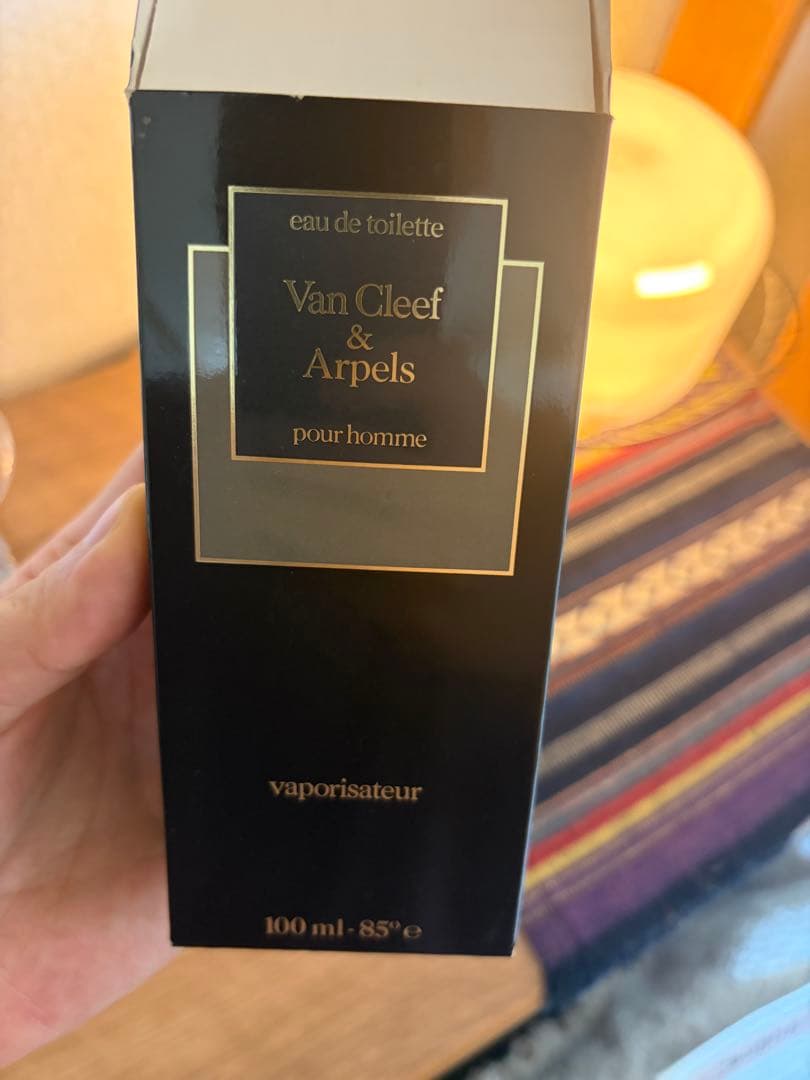 eau de toilette
Van Cleef
&
Arpels
pour homme
vaporisateur
100 ml - 85° ℮